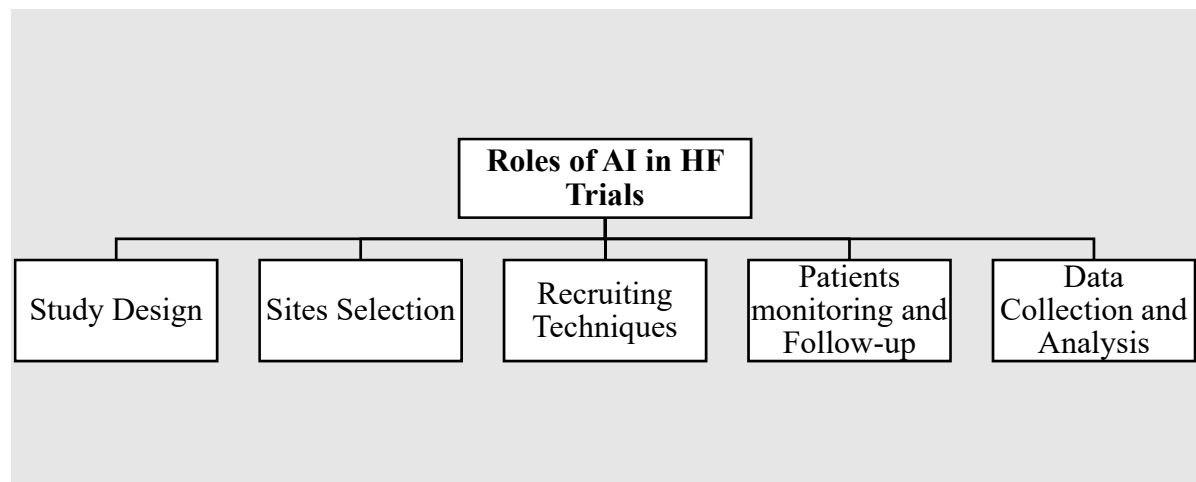 Roles of AI in HF
Trials
Study Design
Sites Selection
Recruiting
Techniques
Patients
monitoring and
Follow-up
Data
Collection and
Analysis